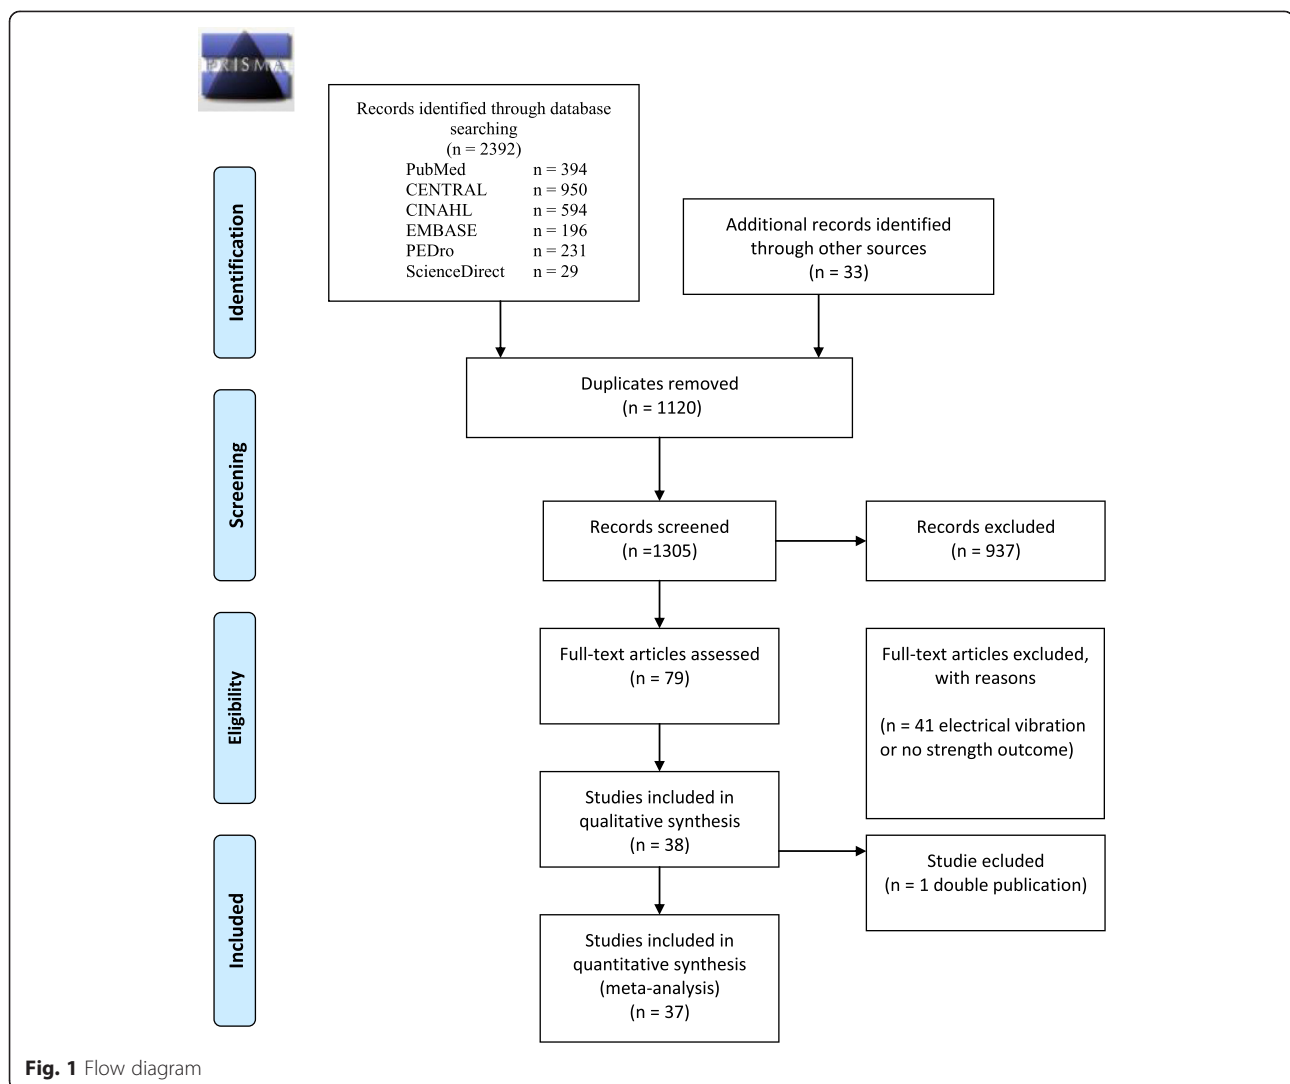 PRISMA
Records identified through database
searching
(n = 2392)
PubMed n = 394
CENTRAL n = 950
CINAHL n = 594
EMBASE n = 196
PEDro n = 231
ScienceDirect n = 29
Additional records identified
through other sources
(n = 33)
Identification
Duplicates removed
(n = 1120)
Screening
Records screened
(n =1305)
Records excluded
(n = 937)
Eligibility
Full-text articles assessed
(n = 79)
Full-text articles excluded,
with reasons
(n = 41 electrical vibration
or no strength outcome)
Studies included in
qualitative synthesis
(n = 38)
Studie ecluded
(n = 1 double publication)
Included
Studies included in
quantitative synthesis
(meta-analysis)
(n = 37)
Fig. 1 Flow diagram